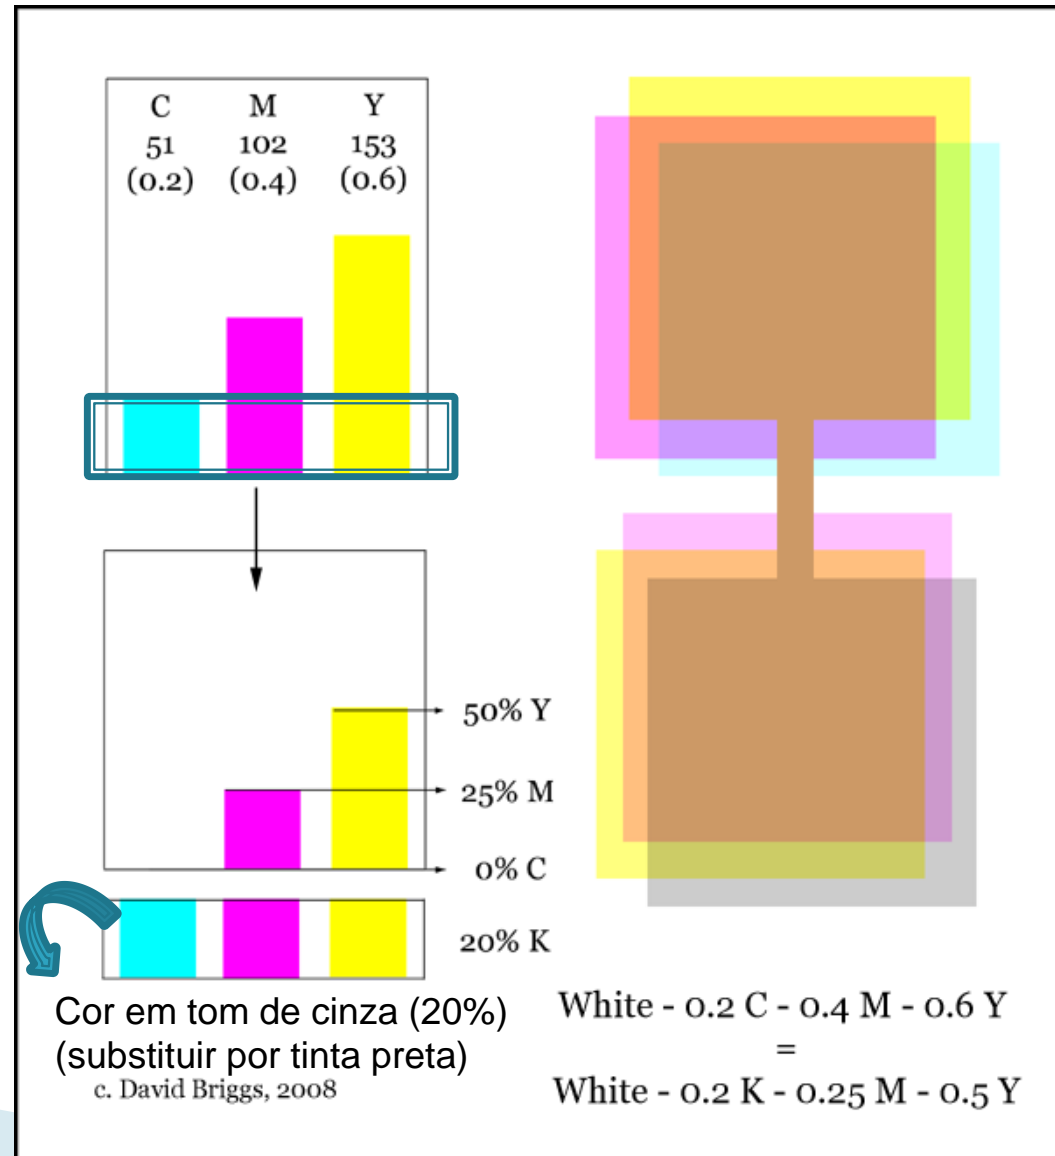 C M Y
51 102 153
(0.2) (0.4) (0.6)
50% Y
25% M
0% C
20% K
Cor em tom de cinza (20%)
(substituir por tinta preta)
c. David Briggs, 2008
White - 0.2 C - 0.4 M - 0.6 Y
=
White - 0.2 K - 0.25 M - 0.5 Y